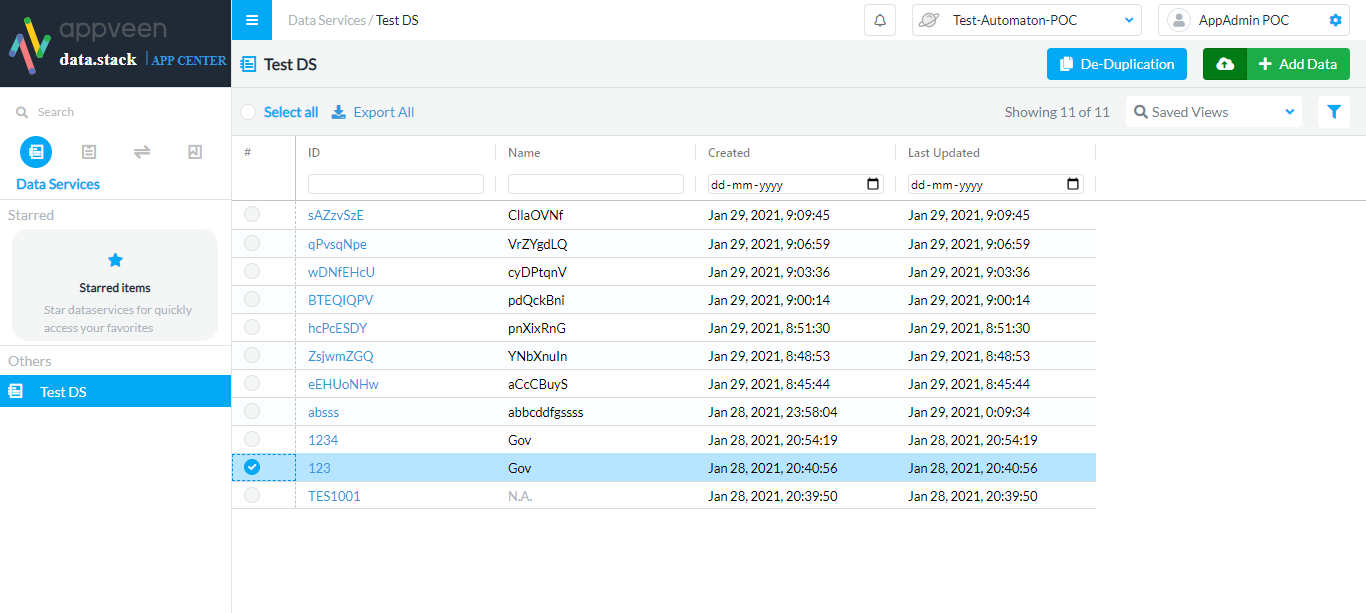 appveen
data.stack | APP CENTER
Data Services / Test DS
Test-Automaton-POC
AppAdmin POC
Test DS
De-Duplication
Add Data
Search
Select all
Export All
Showing 11 of 11
Saved Views
Data Services
Starred
Starred items
Star dataservices for quickly
access your favorites
Others
Test DS
# ID Name Created Last Updated
dd-mm-yyyy dd-mm-yyyy
sAZzvSzE CIIaOVNf Jan 29, 2021, 9:09:45 Jan 29, 2021, 9:09:45
qPvsqNpe VrZYgdLQ Jan 29, 2021, 9:06:59 Jan 29, 2021, 9:06:59
wDNfEHcU cyDPtqnV Jan 29, 2021, 9:03:36 Jan 29, 2021, 9:03:36
BTEQIQPV pdQckBni Jan 29, 2021, 9:00:14 Jan 29, 2021, 9:00:14
hcPcESDY pnXixRnG Jan 29, 2021, 8:51:30 Jan 29, 2021, 8:51:30
ZsjwmZGQ YNbXnuIn Jan 29, 2021, 8:48:53 Jan 29, 2021, 8:48:53
eEHUoNHw aCcCBuyS Jan 29, 2021, 8:45:44 Jan 29, 2021, 8:45:44
absss abbcddfgssss Jan 28, 2021, 23:58:04 Jan 29, 2021, 0:09:34
1234 Gov Jan 28, 2021, 20:54:19 Jan 28, 2021, 20:54:19
123 Gov Jan 28, 2021, 20:40:56 Jan 28, 2021, 20:40:56
TES1001 N.A. Jan 28, 2021, 20:39:50 Jan 28, 2021, 20:39:50